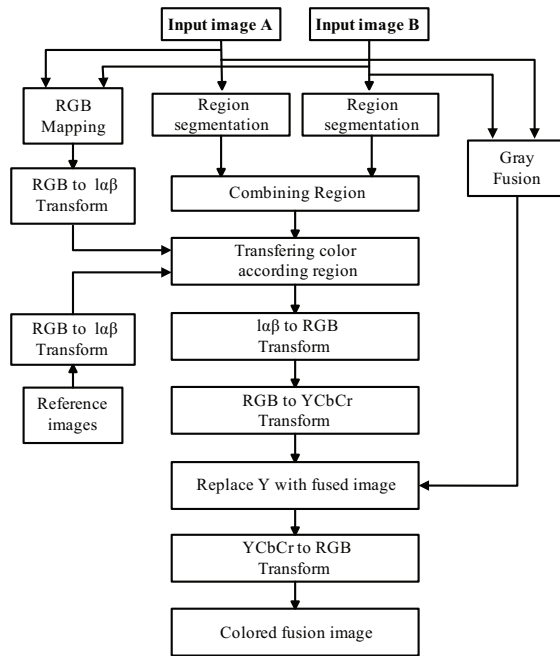 Input image A
Input image B
RGB
Mapping
Region
segmentation
Region
segmentation
Gray
Fusion
RGB to lαβ
Transform
Combining Region
Transfering color
according region
RGB to lαβ
Transform
lαβ to RGB
Transform
Reference
images
RGB to YCbCr
Transform
Replace Y with fused image
YCbCr to RGB
Transform
Colored fusion image